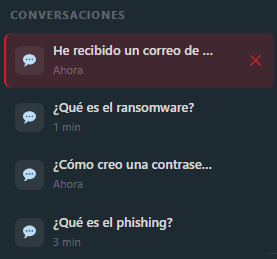 CONVERSACIONES
He recibido un correo de ...
Ahora
¿Qué es el ransomware?
1 min
¿Cómo creo una contrase...
Ahora
¿Qué es el phishing?
3 min